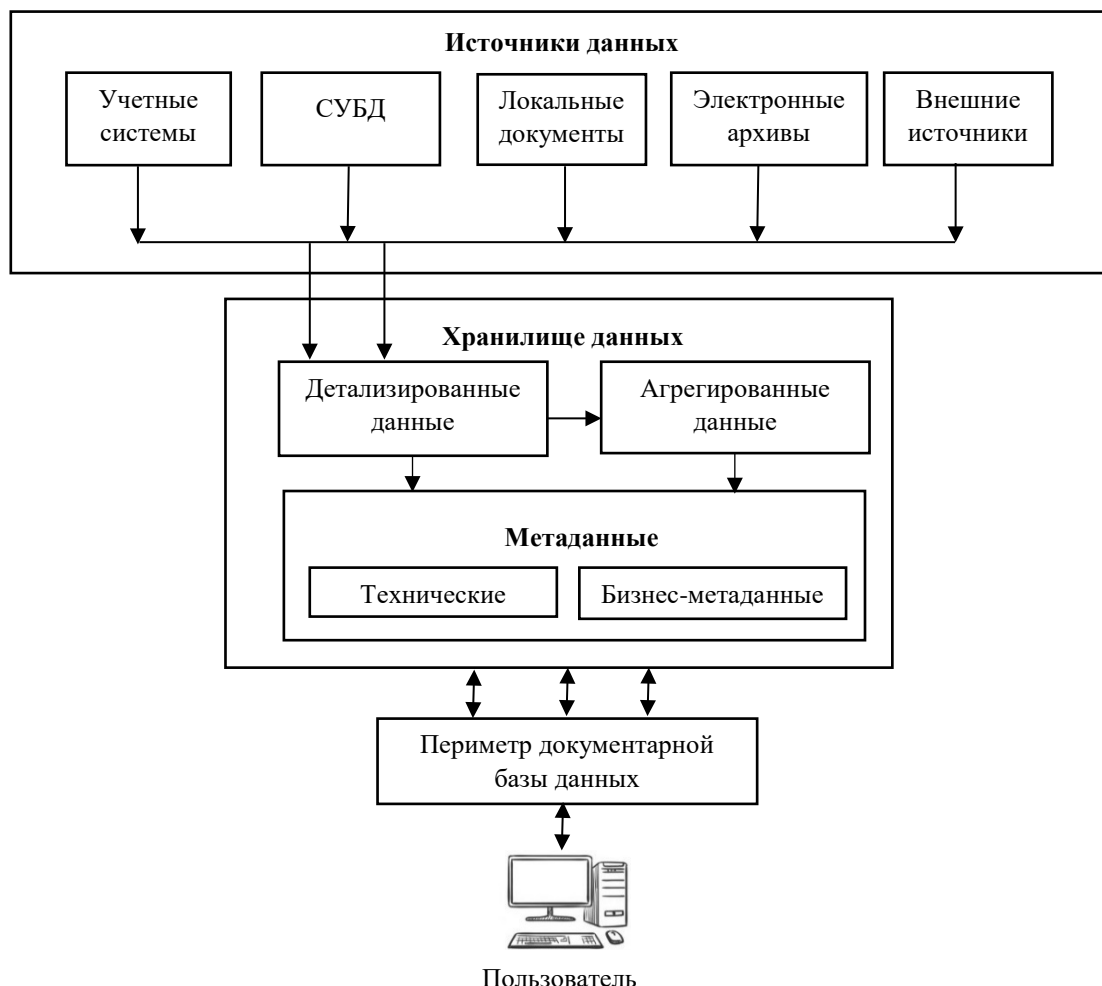 Источники данных
Учетные
системы
СУБД
Локальные
документы
Электронные
архивы
Внешние
источники
Хранилище данных
Детализированные
данные
Агрегированные
данные
Метаданные
Технические
Бизнес-метаданные
Периметр документарной
базы данных
Пользователь